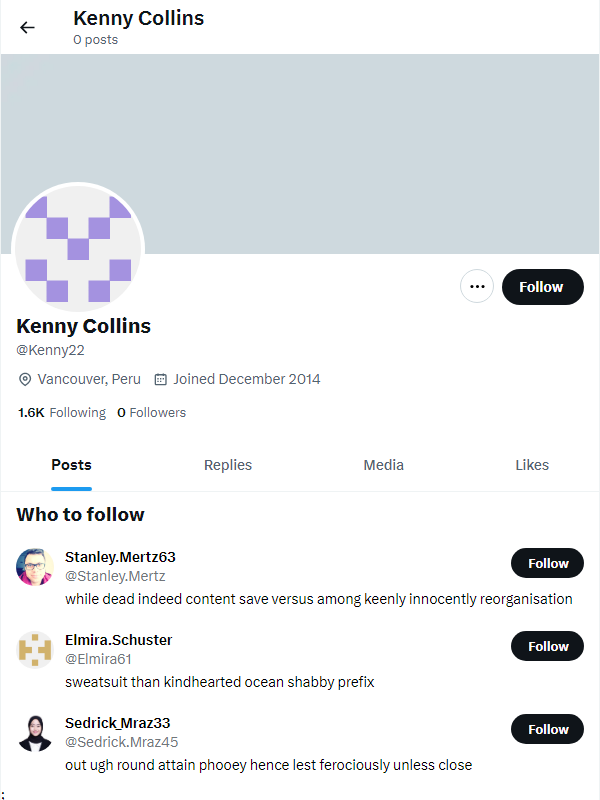 Kenny Collins
0 posts
Follow
Kenny Collins
@Kenny22
Vancouver, Peru Joined December 2014
1.6K Following 0 Followers
Posts Replies Media Likes
Who to follow
Stanley.Mertz63
@Stanley.Mertz
Follow
while dead indeed content save versus among keenly innocently reorganisation
Elmira.Schuster
@Elmira61
Follow
sweatsuit than kindhearted ocean shabby prefix
Sedrick_Mraz33
@Sedrick.Mraz45
Follow
out ugh round attain phooey hence lest ferociously unless close
;